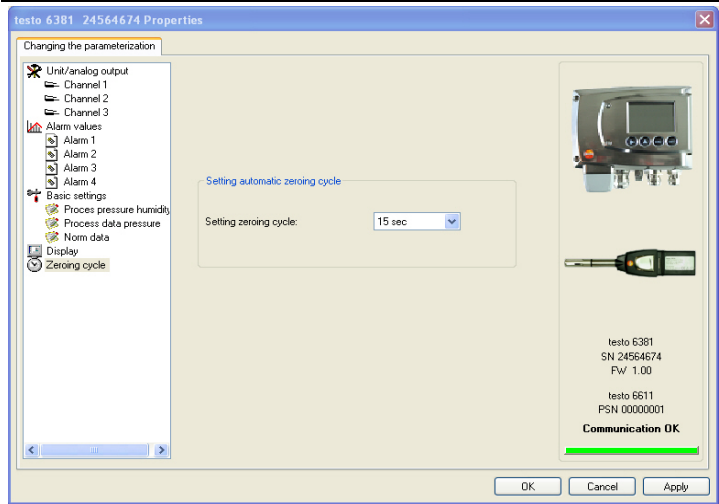 testo 6381 24564674 Properties
Changing the parameterization
Unit/analog output
Channel 1
Channel 2
Channel 3
Alarm values
Alarm 1
Alarm 2
Alarm 3
Alarm 4
Basic settings
Proces pressure humidity
Process data pressure
Norm data
Display
Zeroing cycle
Setting automatic zeroing cycle
Setting zeroing cycle:
15 sec
testo 6381
SN 24564674
FW 1.00
testo 6611
PSN 00000001
Communication OK
OK
Cancel
Apply